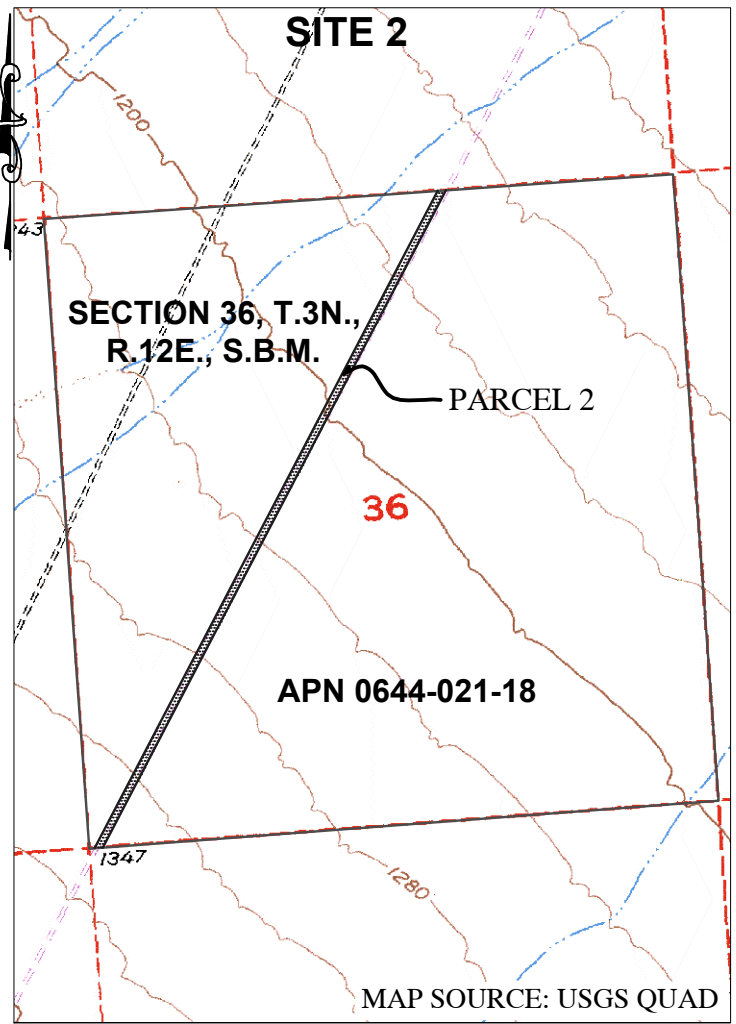 SITE 2
1200
43
SECTION 36, T.3N.,
R.12E., S.B.M.
PARCEL 2
36
APN 0644-021-18
1347
1280
MAP SOURCE: USGS QUAD